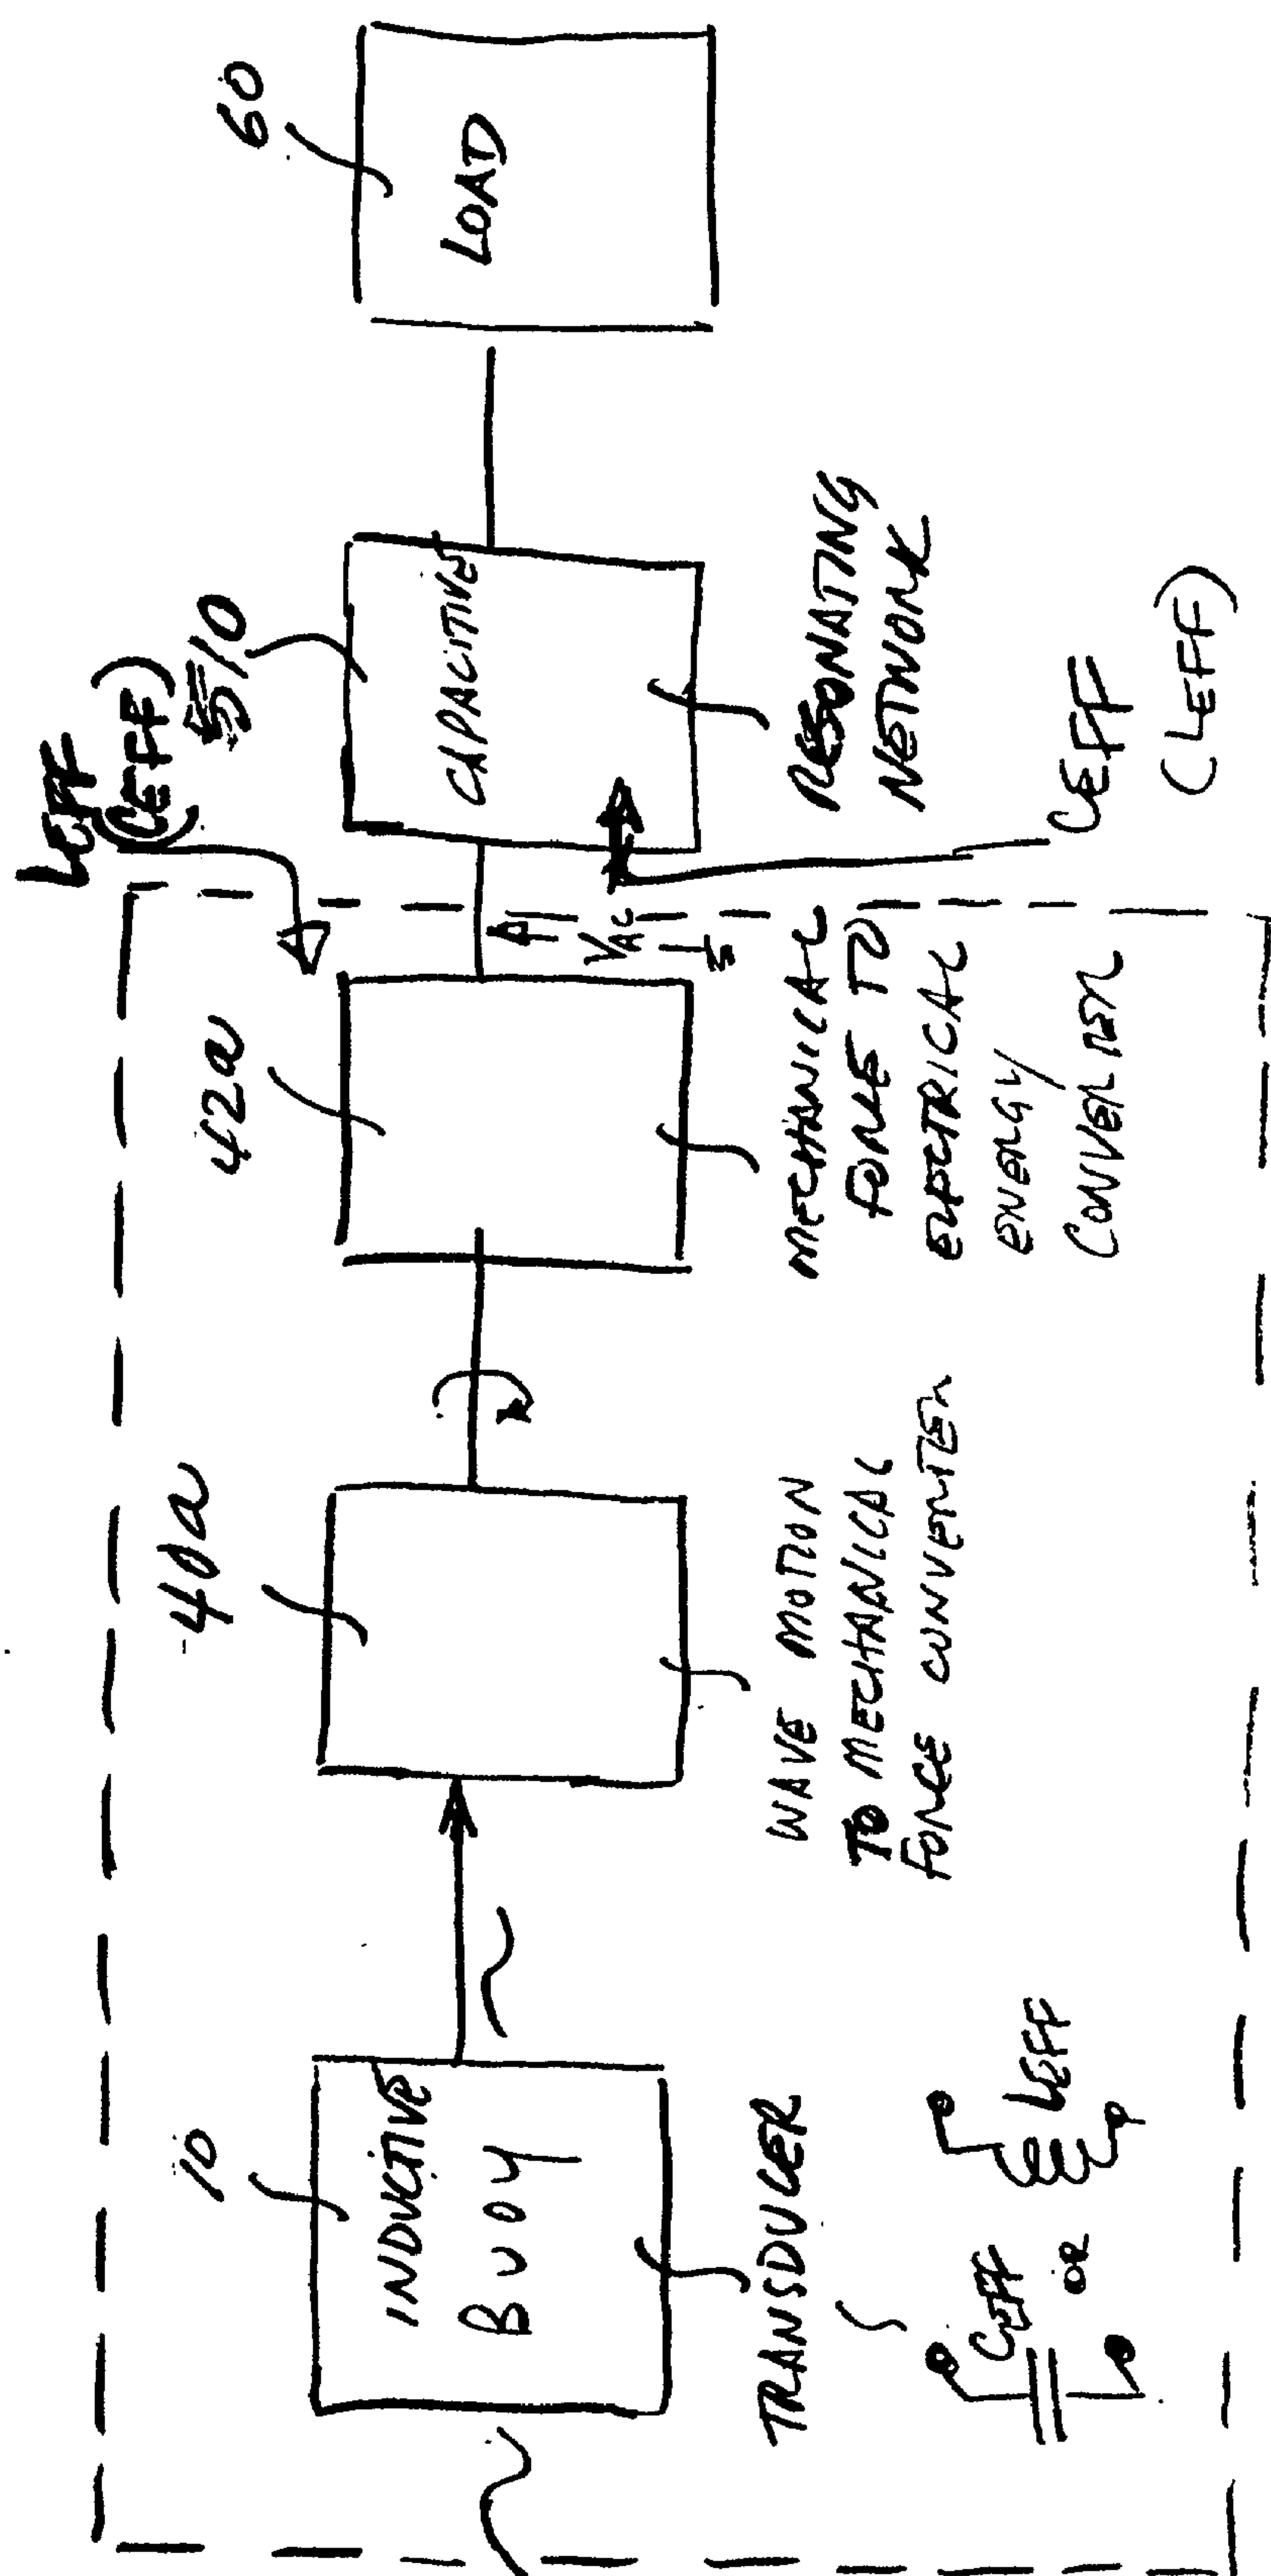 10
INDUCTIVE
BUOY
TRANSDUCER
CEFF
OR
LEFF
40a
WAVE MOTION
TO MECHANICAL
FORCE CONVERTER
42a
MECHANICAL
FORCE TO
ELECTRICAL
ENERGY
CONVERTER
LEFF
(CEFF)
VAC
510
CAPACITIVE
RESONATING
NETWORK
CEFF
(LEFF)
60
LOAD